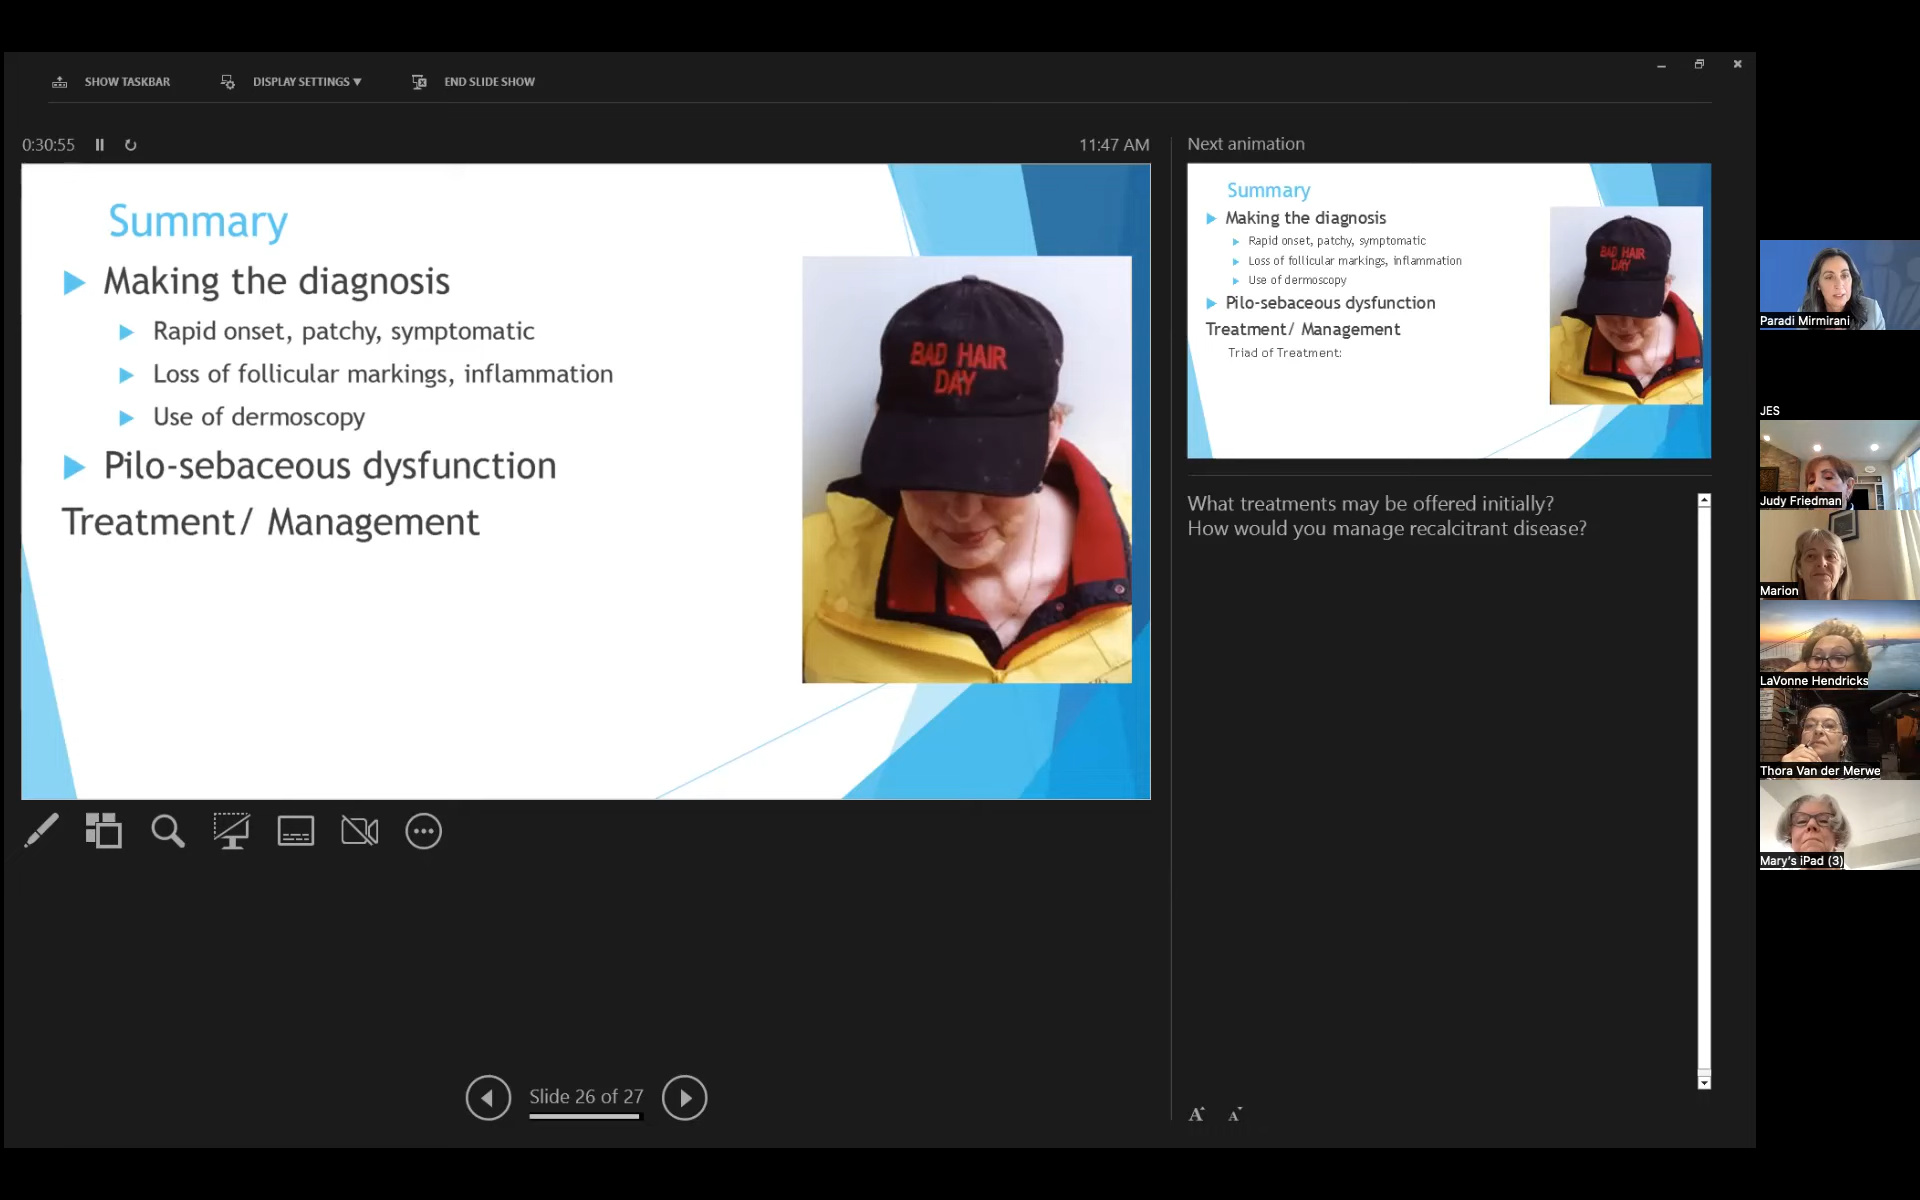 SHOW TASKBAR
DISPLAY SETTINGS ▾
END SLIDE SHOW
0:30:55
11:47 AM
Summary
Making the diagnosis
Rapid onset, patchy, symptomatic
Loss of follicular markings, inflammation
Use of dermoscopy
Pilo-sebaceous dysfunction
Treatment/ Management
BAD HAIR
DAY
Slide 26 of 27
Next animation
Summary
Making the diagnosis
Rapid onset, patchy, symptomatic
Loss of follicular markings, inflammation
Use of dermoscopy
Pilo-sebaceous dysfunction
Treatment/ Management
Triad of Treatment:
BAD HAIR
DAY
What treatments may be offered initially?
How would you manage recalcitrant disease?
A A
Paradi Mirmirani
JES
Judy Friedman
Marion
LaVonne Hendricks
Thora Van der Merwe
Mary's iPad (3)